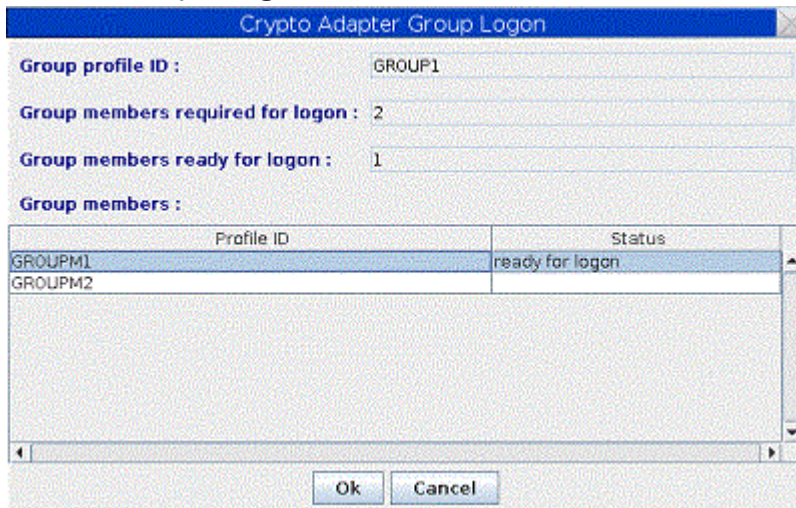 Crypto Adapter Group Logon
Group profile ID : GROUP1
Group members required for logon : 2
Group members ready for logon : 1
Group members :
Profile ID Status
GROUPM1 ready for logon
GROUPM2
Ok Cancel